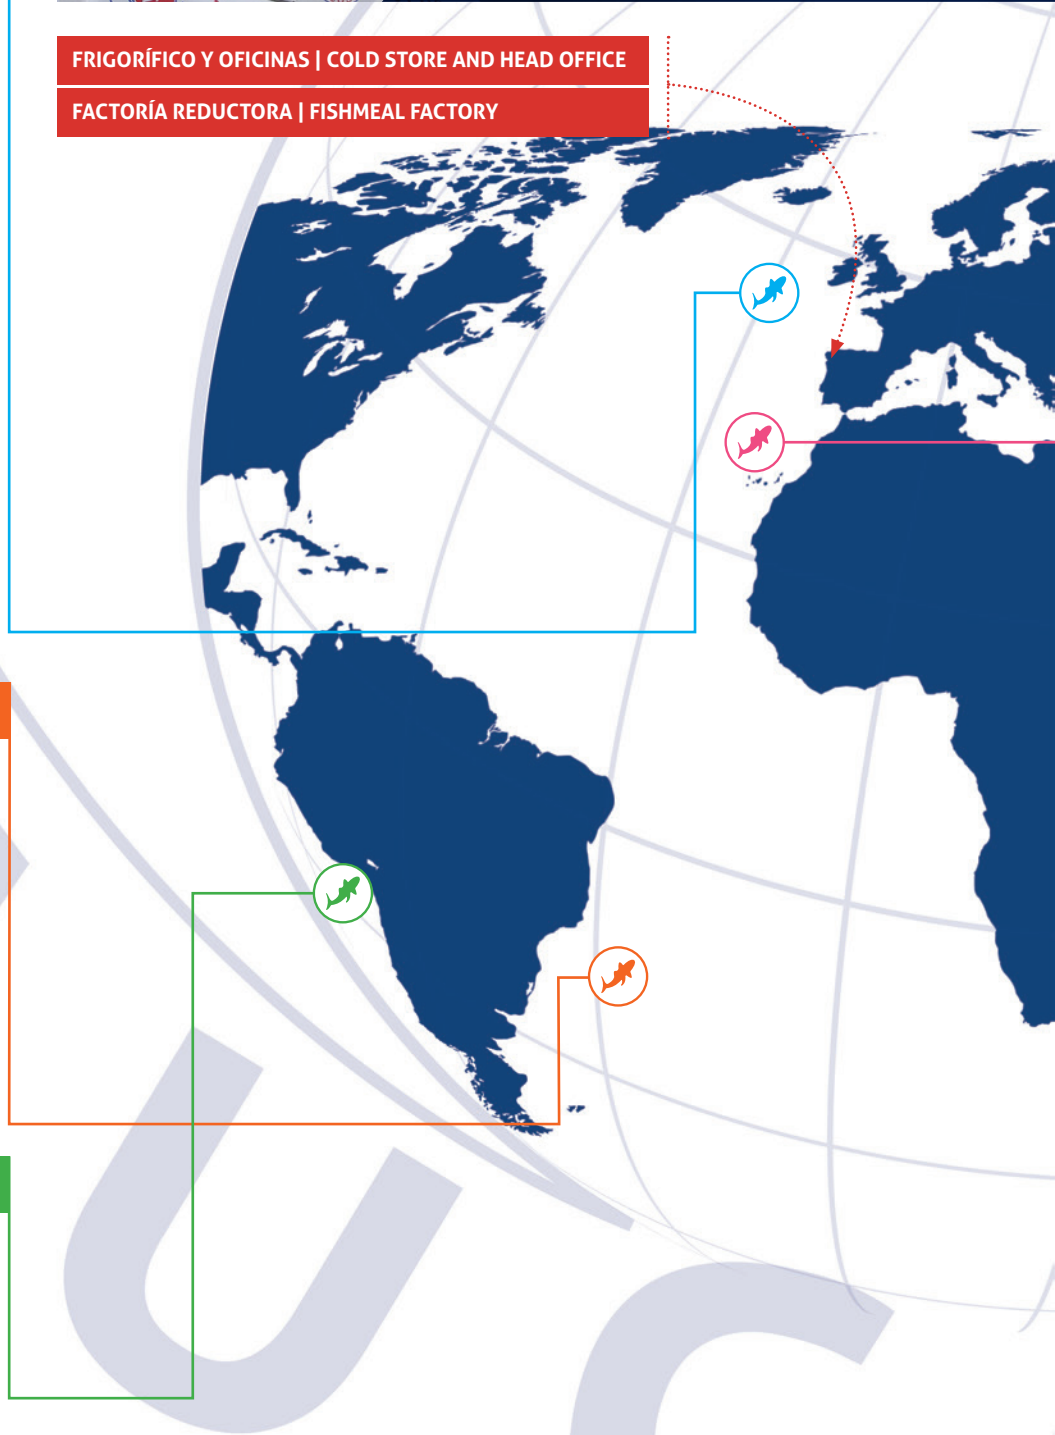 FRIGORÍFICO Y OFICINAS | COLD STORE AND HEAD OFFICE
FACTORÍA REDUCTORA | FISHMEAL FACTORY
U C